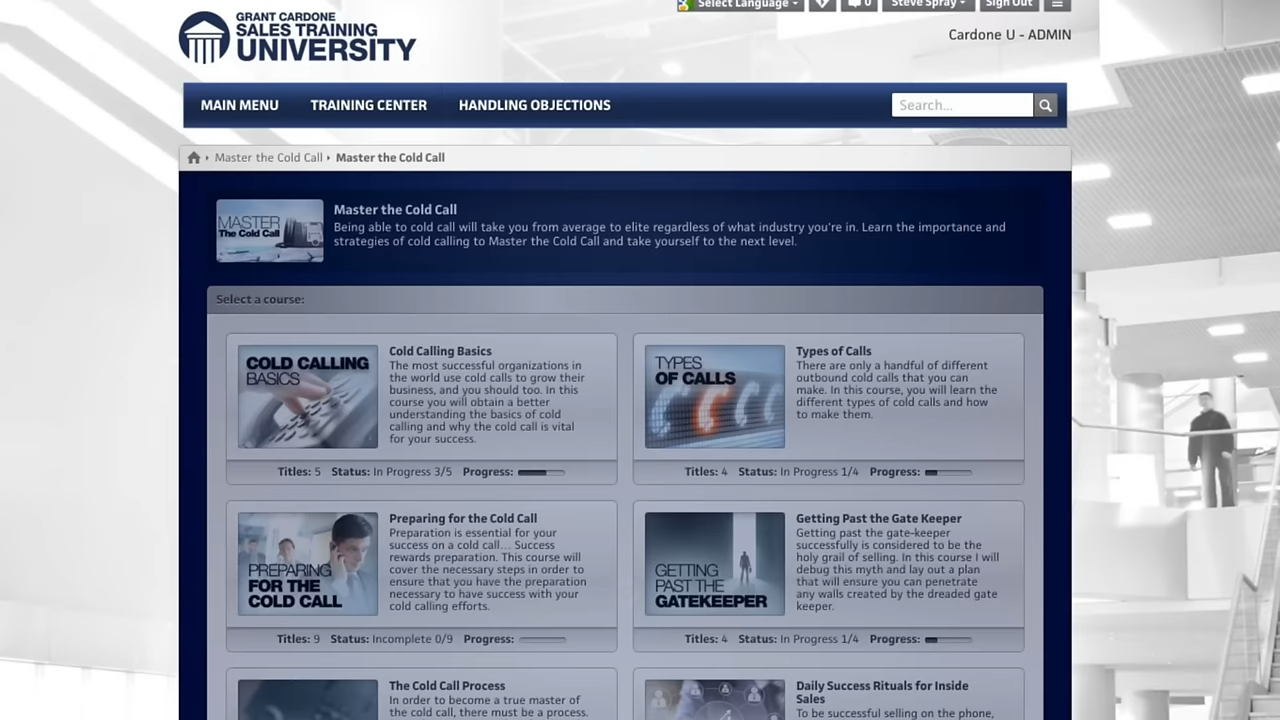 GRANT CARDONE
SALES TRAINING
UNIVERSITY
Select Language
0
Steve Spray
Sign Out
Cardone U - ADMIN
MAIN MENU TRAINING CENTER HANDLING OBJECTIONS
Search...
Master the Cold Call Master the Cold Call
MASTER
The Cold Call
Master the Cold Call
Being able to cold call will take you from average to elite regardless of what industry you're in. Learn the importance and
strategies of cold calling to Master the Cold Call and take yourself to the next level.
Select a course:
COLD CALLING
BASICS
Cold Calling Basics
The most successful organizations in
the world use cold calls to grow their
business, and you should too. In this
course you will obtain a better
understanding the basics of cold
calling and why the cold call is vital
for your success.
Titles: 5 Status: In Progress 3/5 Progress:
TYPES
OF CALLS
Types of Calls
There are only a handful of different
outbound cold calls that you can
make. In this course, you will learn the
different types of cold calls and how
to make them.
Titles: 4 Status: In Progress 1/4 Progress:
PREPARING
FOR THE
COLD CALL
Preparing for the Cold Call
Preparation is essential for your
success on a cold call... Success
rewards preparation. This course will
cover the necessary steps in order to
ensure that you have the preparation
necessary to have success with your
cold calling efforts.
Titles: 9 Status: Incomplete 0/9 Progress:
GETTING
PAST THE
GATEKEEPER
Getting Past the Gate Keeper
Getting past the gate-keeper
successfully is considered to be the
holy grail of selling. In this course I will
debug this myth and lay out a plan
that will ensure you can penetrate
any walls created by the dreaded gate
keeper.
Titles: 4 Status: In Progress 1/4 Progress:
The Cold Call Process
In order to become a true master of
the cold call, there must be a process.
Daily Success Rituals for Inside
Sales
To be successful selling on the phone,